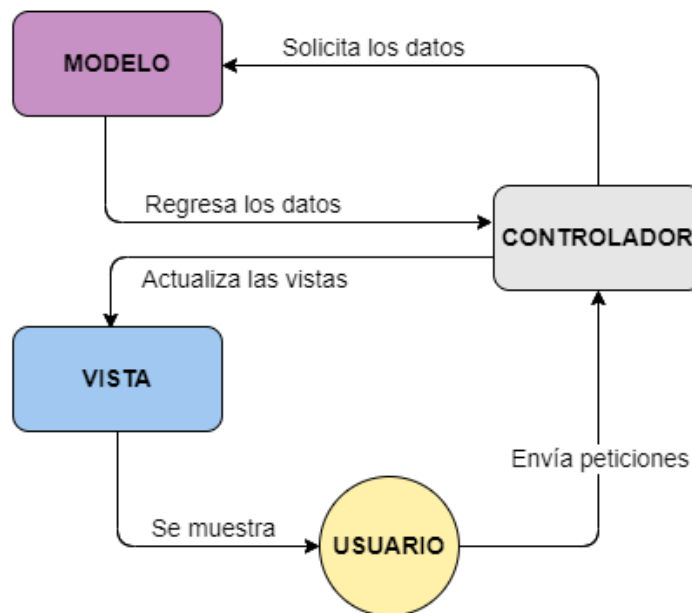 Solicita los datos
MODELO
Regresa los datos
CONTROLADOR
Actualiza las vistas
VISTA
Envía peticiones
Se muestra
USUARIO